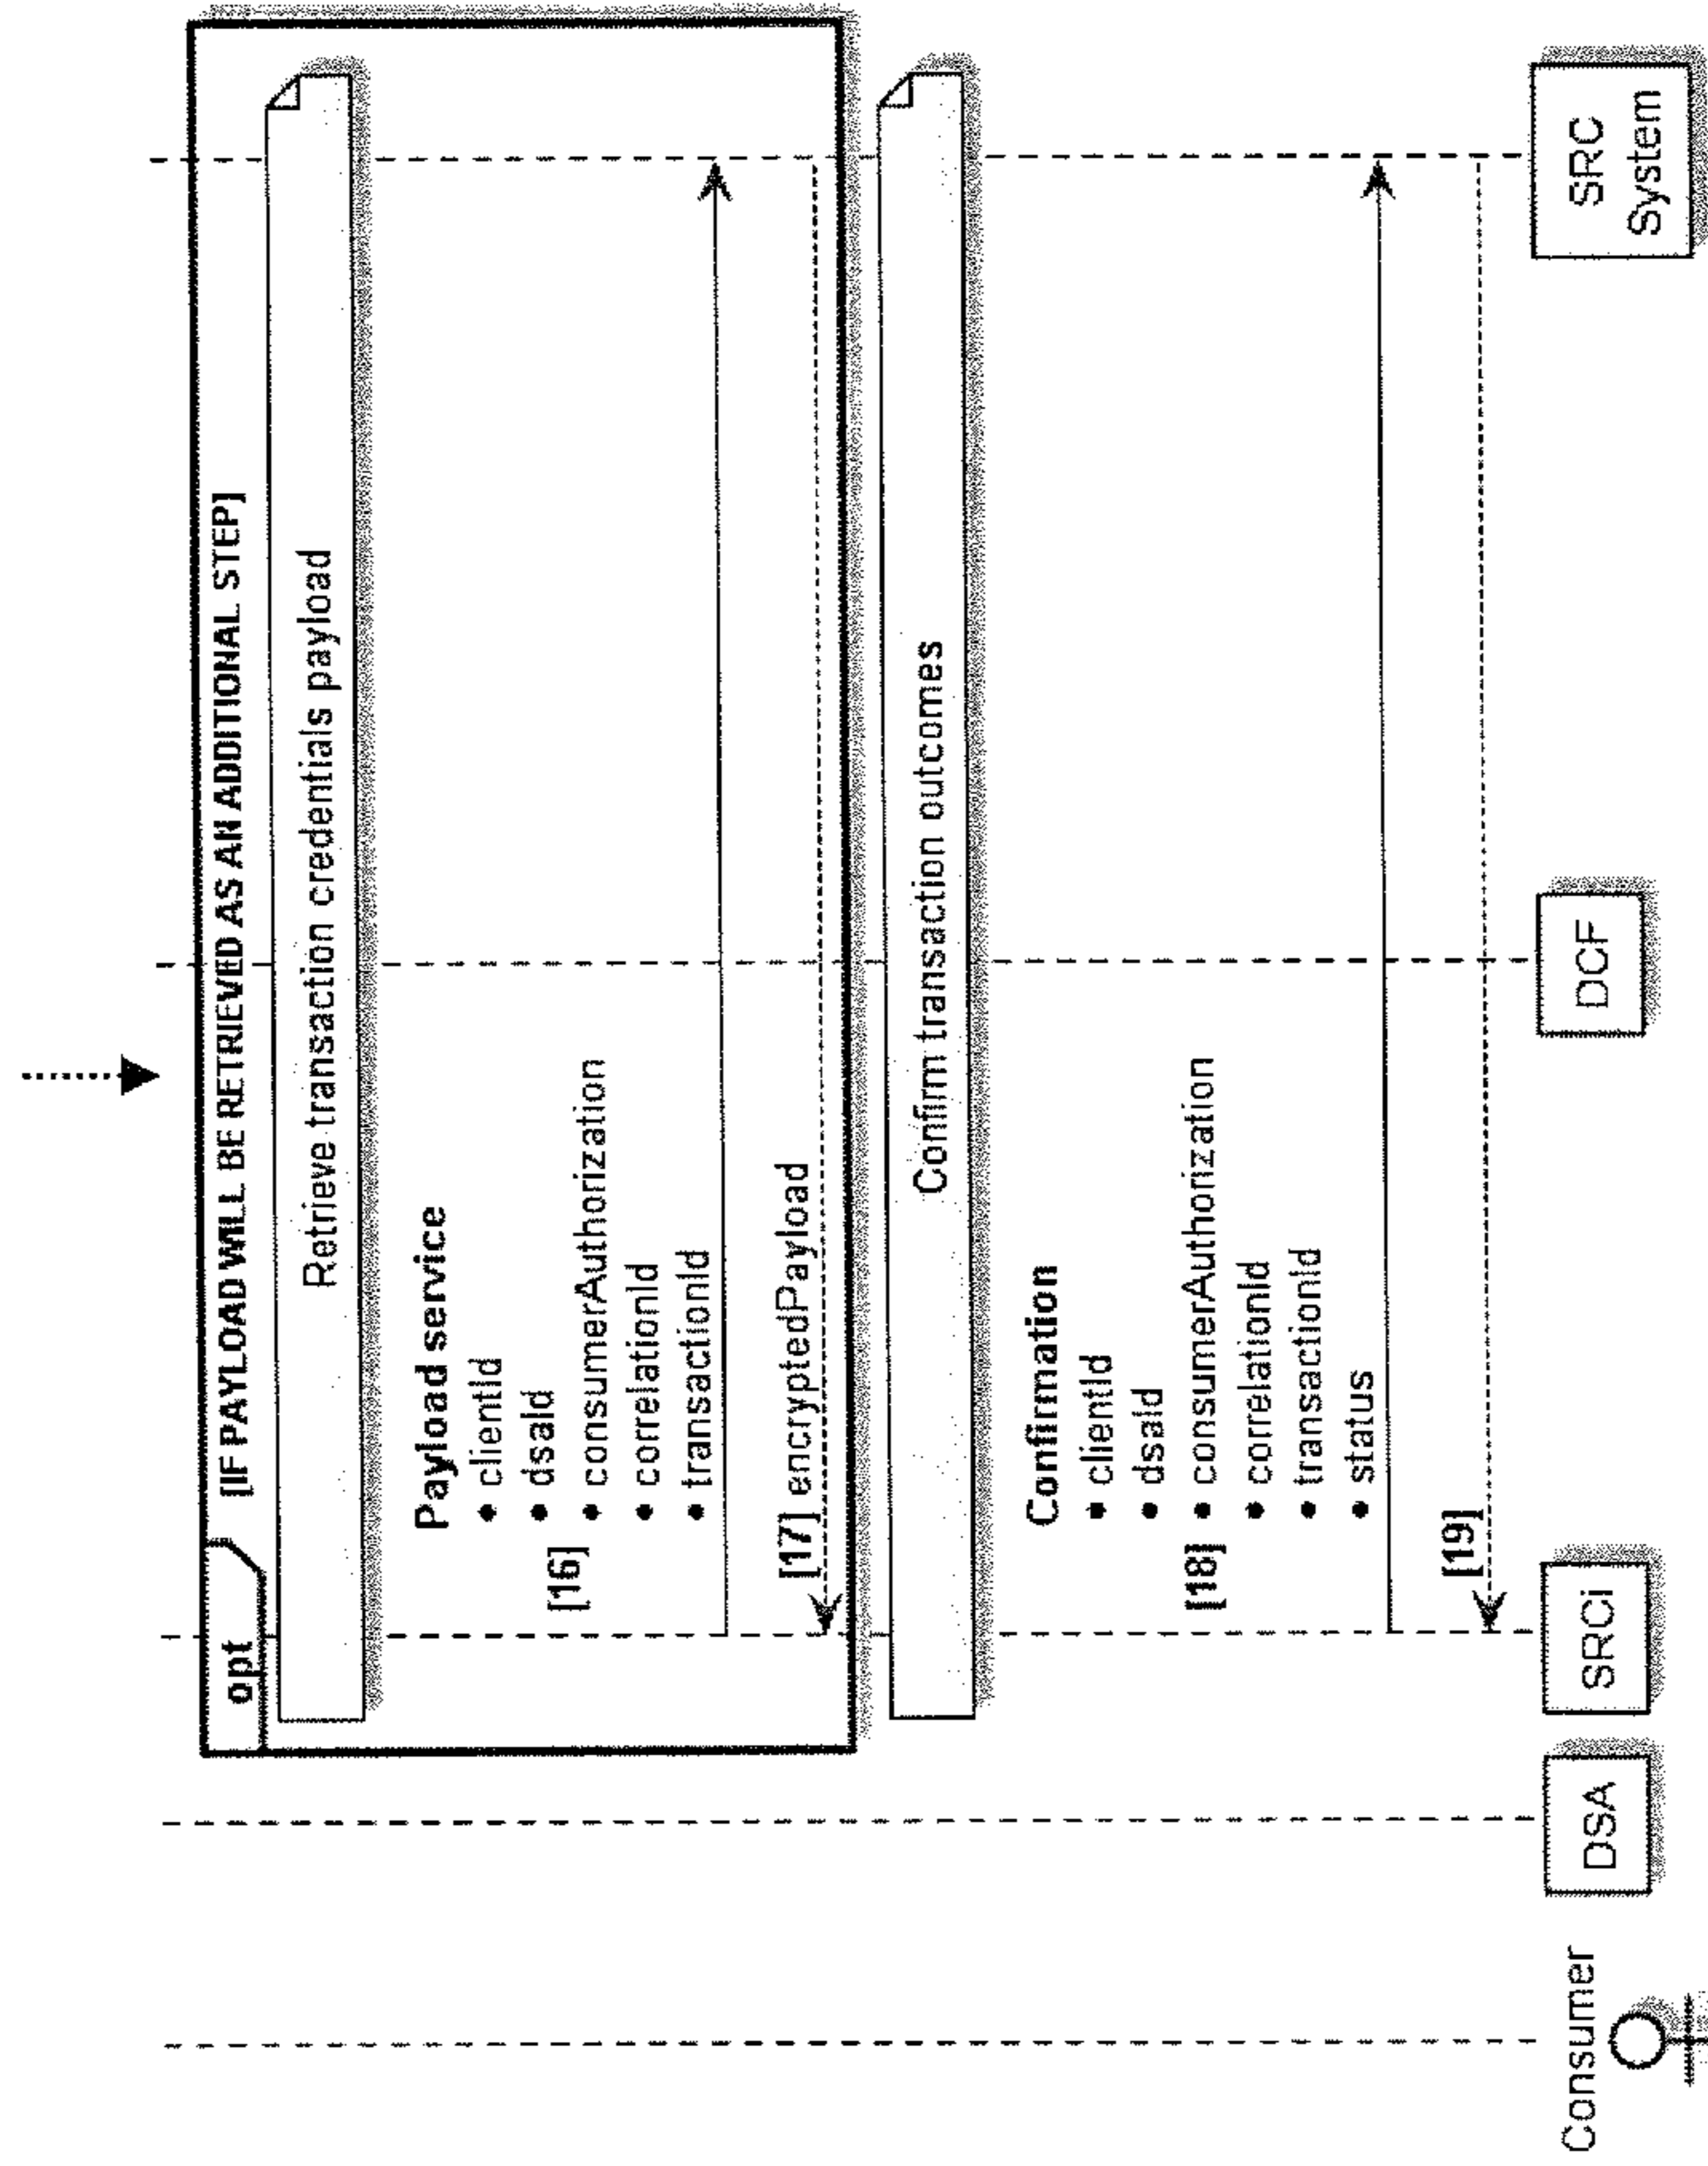 opt
[IF PAYLOAD WILL BE RETRIEVED AS AN ADDITIONAL STEP]
Retrieve transaction credentials payload
Payload service
• clientId
• dsaId
[16] • consumerAuthorization
• correlationId
• transactionId
[17] encryptedPayload
Confirm transaction outcomes
Confirmation
• clientId
• dsaId
[18] • consumerAuthorization
• correlationId
• transactionId
• status
[19]
Consumer
DSA
SRCi
DCF
SRC
System